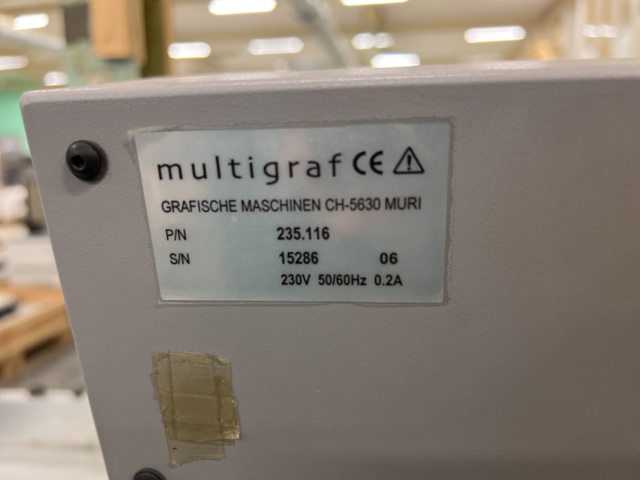 multigraf CE
GRAFISCHE MASCHINEN CH-5630 MURI
P/N 235.116
S/N 15286 06
230V 50/60Hz 0.2A